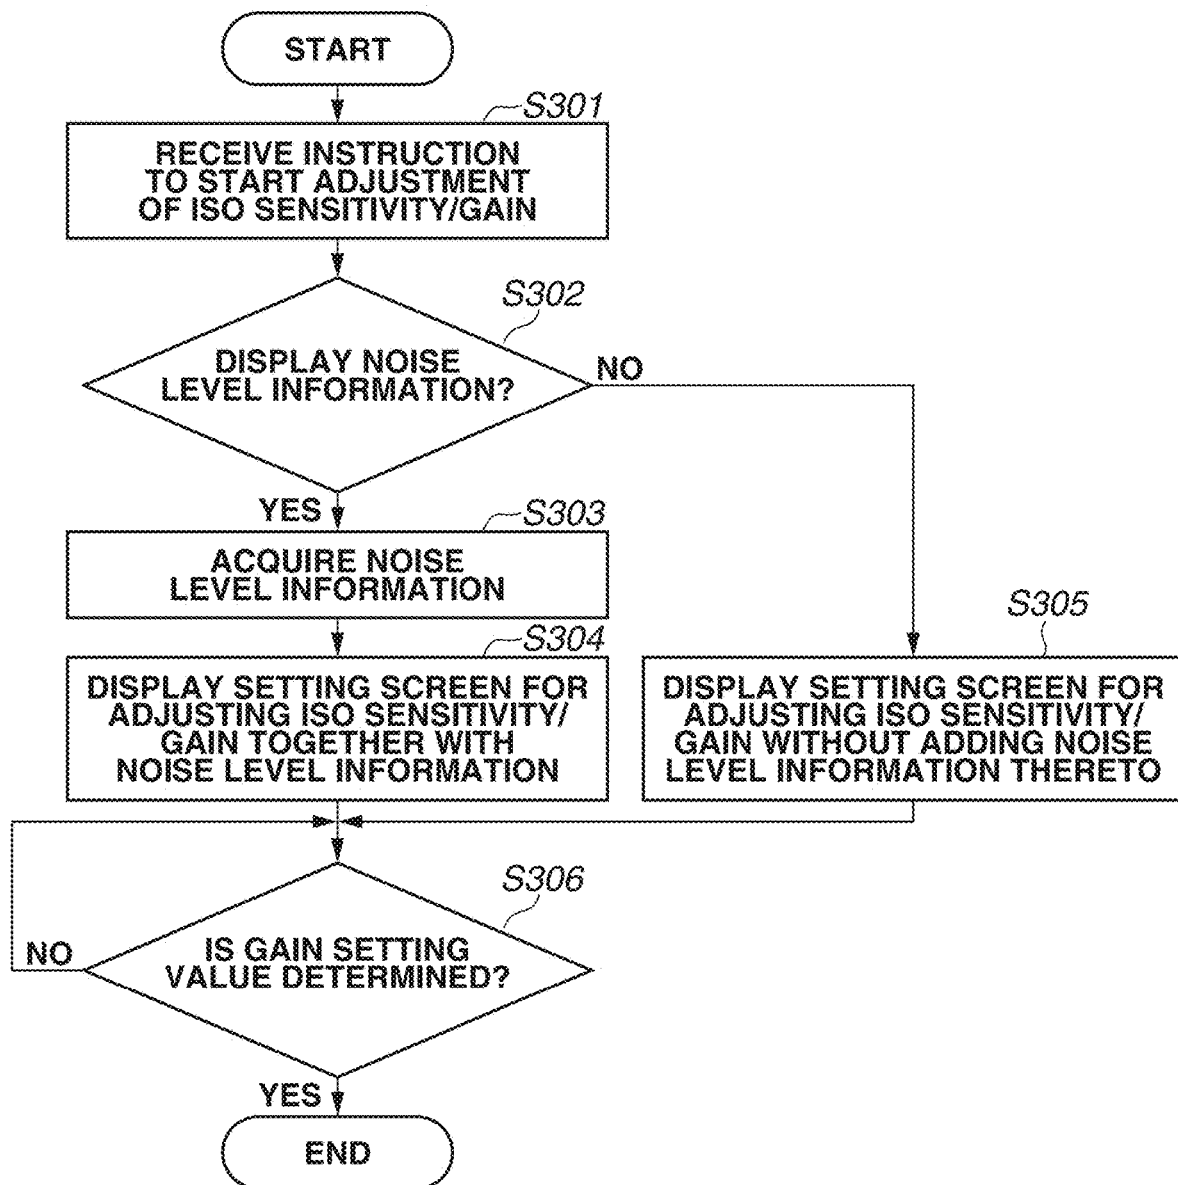 START
S301
RECEIVE INSTRUCTION
TO START ADJUSTMENT
OF ISO SENSITIVITY/GAIN
S302
DISPLAY NOISE
LEVEL INFORMATION?
NO
YES
S303
ACQUIRE NOISE
LEVEL INFORMATION
S304
DISPLAY SETTING SCREEN FOR
ADJUSTING ISO SENSITIVITY/
GAIN TOGETHER WITH
NOISE LEVEL INFORMATION
S305
DISPLAY SETTING SCREEN FOR
ADJUSTING ISO SENSITIVITY/
GAIN WITHOUT ADDING NOISE
LEVEL INFORMATION THERETO
S306
IS GAIN SETTING
VALUE DETERMINED?
NO
YES
END